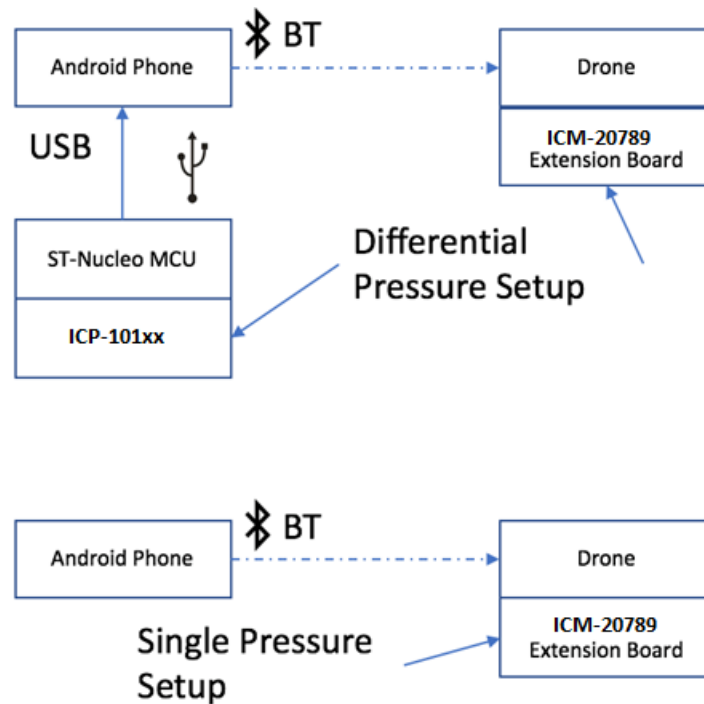 BT
Android Phone
Drone
USB
ICM-20789
Extension Board
ST-Nucleo MCU
Differential
Pressure Setup
ICP-101xx
BT
Android Phone
Drone
ICM-20789
Extension Board
Single Pressure
Setup